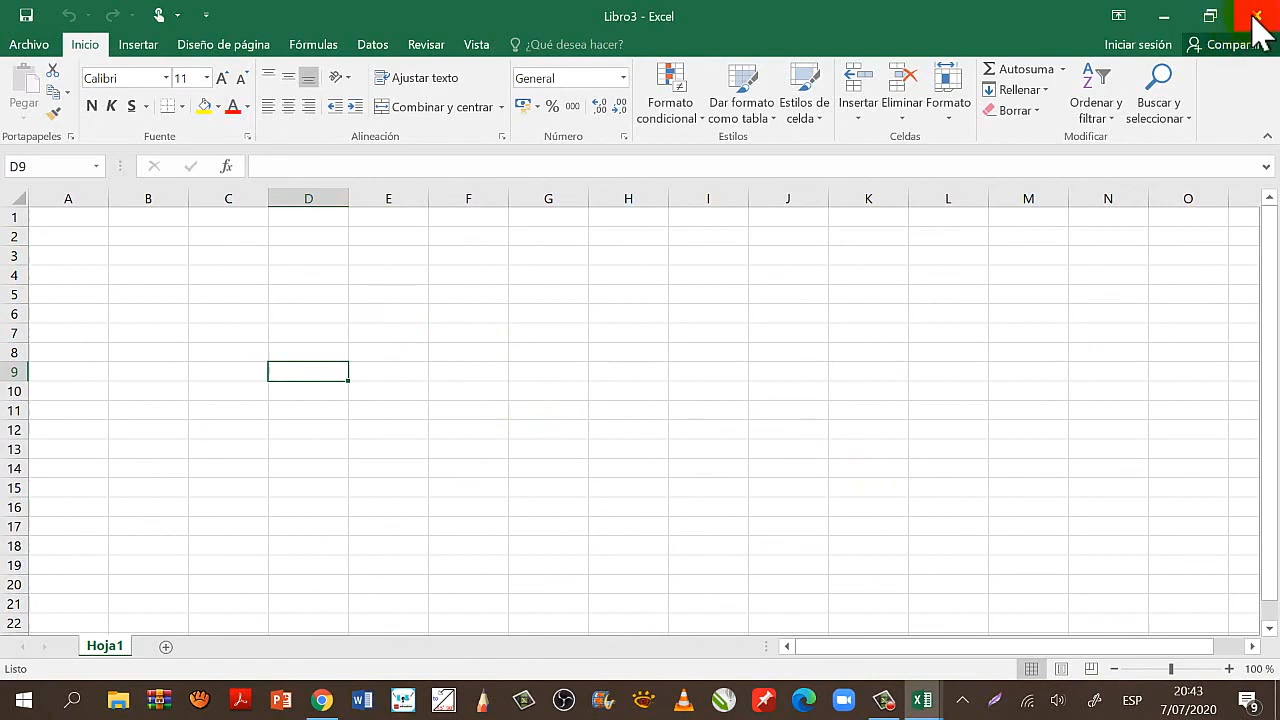 Libro3 - Excel
Archivo Inicio Insertar Diseño de página Fórmulas Datos Revisar Vista ¿Qué desea hacer? Iniciar sesión
Pegar
Portapapeles
Calibri 11
N K S
Fuente
Ajustar texto
Combinar y centrar
Alineación
General
% 000
Número
Formato condicional
Dar formato como tabla
Estilos de celda
Estilos
Insertar Eliminar Formato
Celdas
Autosuma
Rellenar
Borrar
Ordenar y filtrar
Buscar y seleccionar
Modificar
D9 fx
A B C D E F G H I J K L M N O
1
2
3
4
5
6
7
8
9
10
11
12
13
14
15
16
17
18
19
20
21
22
Hoja1
Listo 100 %
ESP
20:43
7/07/2020
9